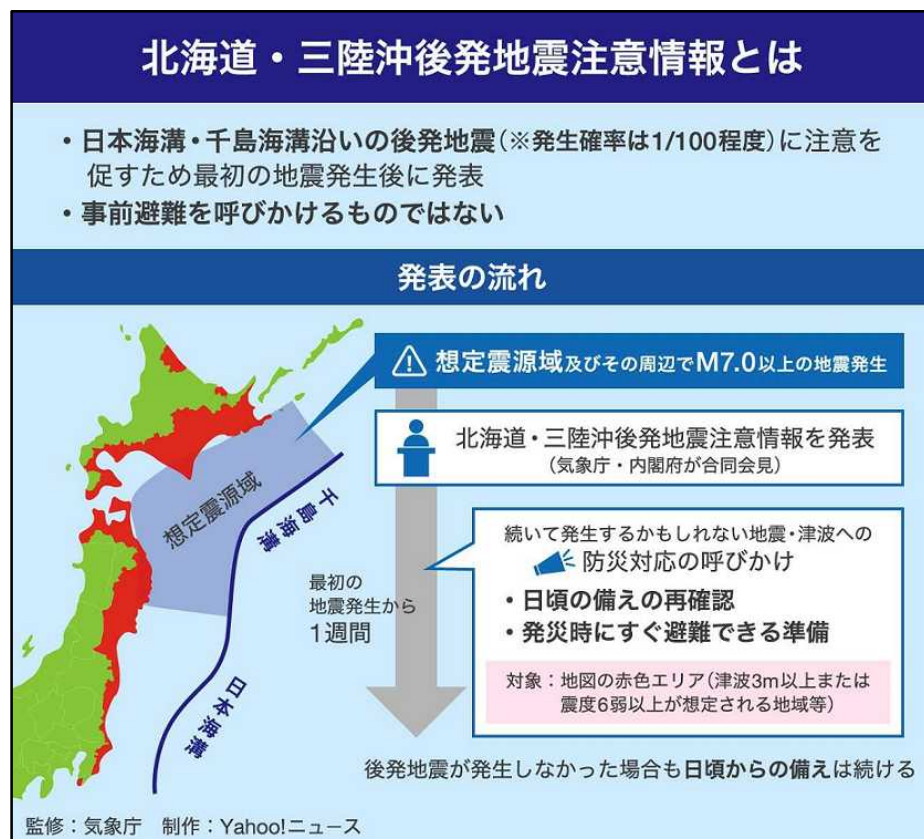 北海道・三陸沖後発地震注意情報とは
・日本海溝・千島海溝沿いの後発地震(※発生確率は1/100程度)に注意を
促すため最初の地震発生後に発表
・事前避難を呼びかけるものではない
発表の流れ
想定震源域及びその周辺でM7.0以上の地震発生
北海道・三陸沖後発地震注意情報を発表
(気象庁・内閣府が合同会見)
想定震源域
千島海溝
日本海溝
最初の
地震発生から
1週間
続いて発生するかもしれない地震・津波への
防災対応の呼びかけ
・日頃の備えの再確認
・発災時にすぐ避難できる準備
対象:地図の赤色エリア(津波3m以上または
震度6弱以上が想定される地域等)
後発地震が発生しなかった場合も日頃からの備えは続ける
監修:気象庁 制作:Yahoo!ニュース